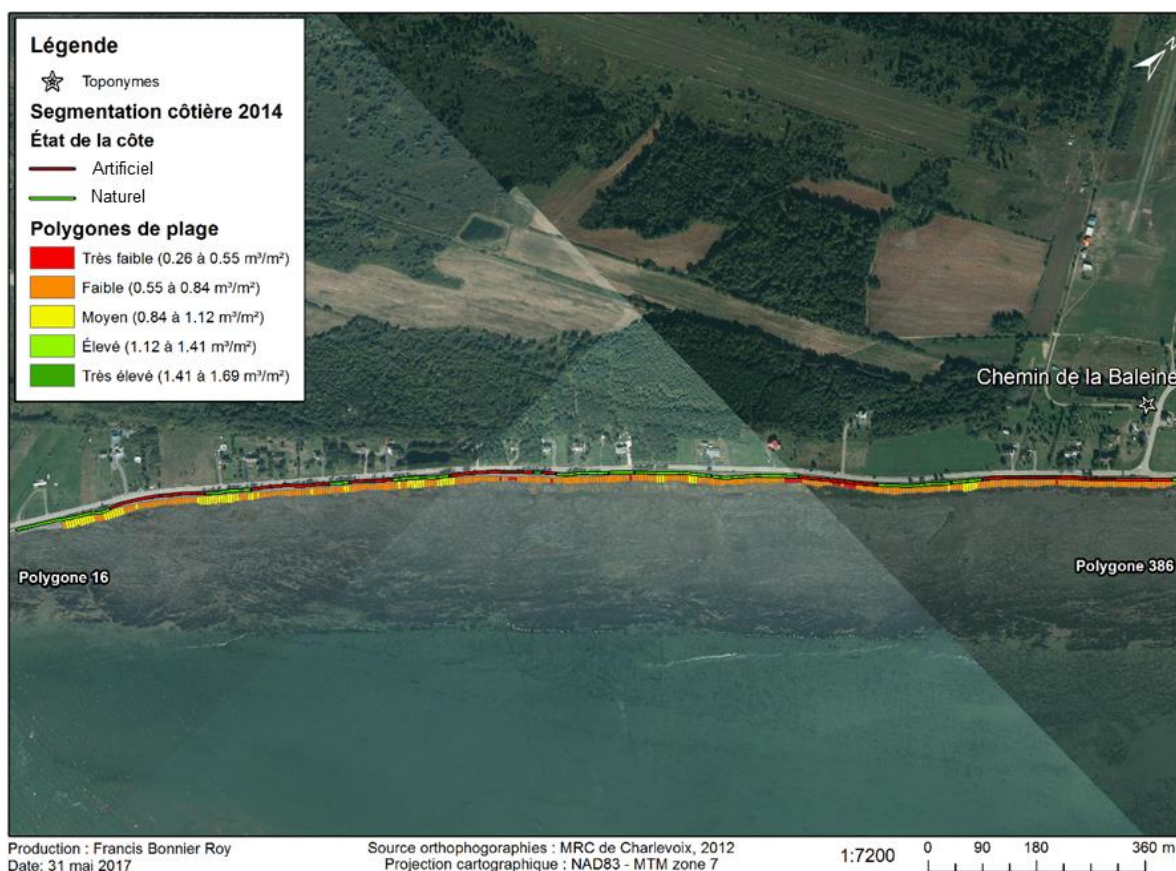 Légende
Toponymes
Segmentation côtière 2014
État de la côte
Artificiel
Naturel
Polygones de plage
Très faible (0.26 à 0.55 m³/m²)
Faible (0.55 à 0.84 m³/m²)
Moyen (0.84 à 1.12 m³/m²)
Élevé (1.12 à 1.41 m³/m²)
Très élevé (1.41 à 1.69 m³/m²)
N
Chemin de la Baleine
Polygone 16
Polygone 386
Production : Francis Bonnier Roy
Date: 31 mai 2017
Source orthophogoraphies : MRC de Charlevoix, 2012
Projection cartographique : NAD83 - MTM zone 7
1:7200
0 90 180 360 m